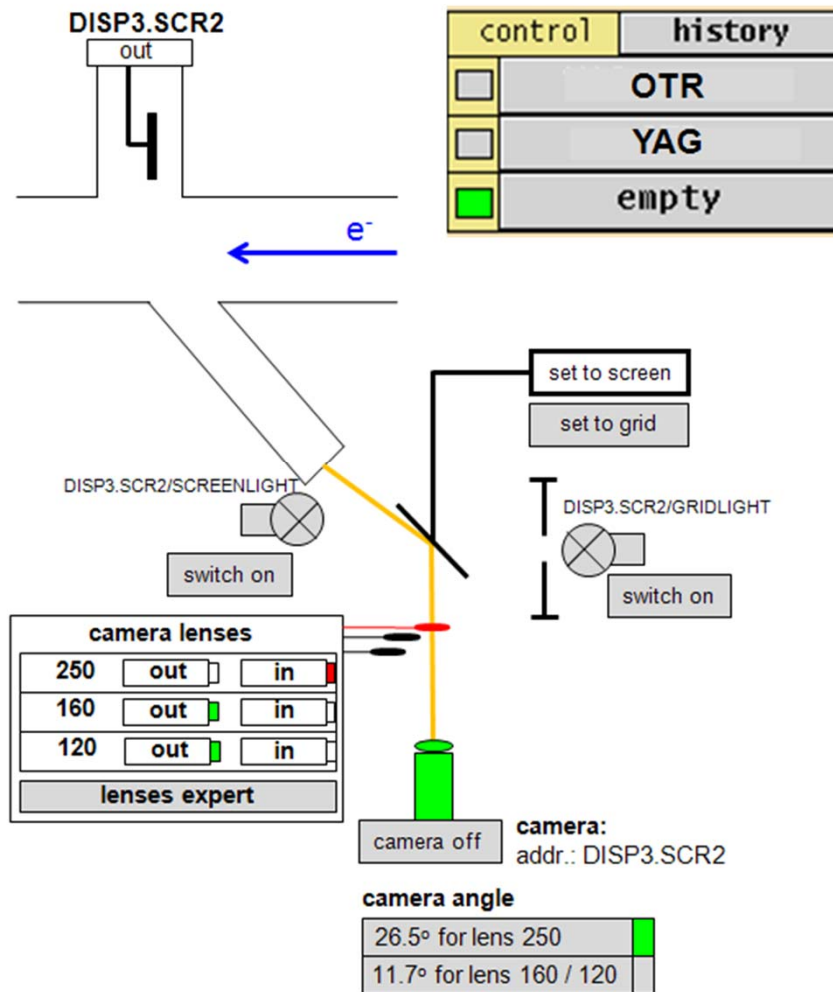 DISP3.SCR2
out
control history
OTR
YAG
empty
e-
set to screen
set to grid
DISP3.SCR2/SCREENLIGHT
switch on
DISP3.SCR2/GRIDLIGHT
switch on
camera lenses
250 out in
160 out in
120 out in
lenses expert
camera off
camera:
addr.: DISP3.SCR2
camera angle
26.5º for lens 250
11.7º for lens 160 / 120